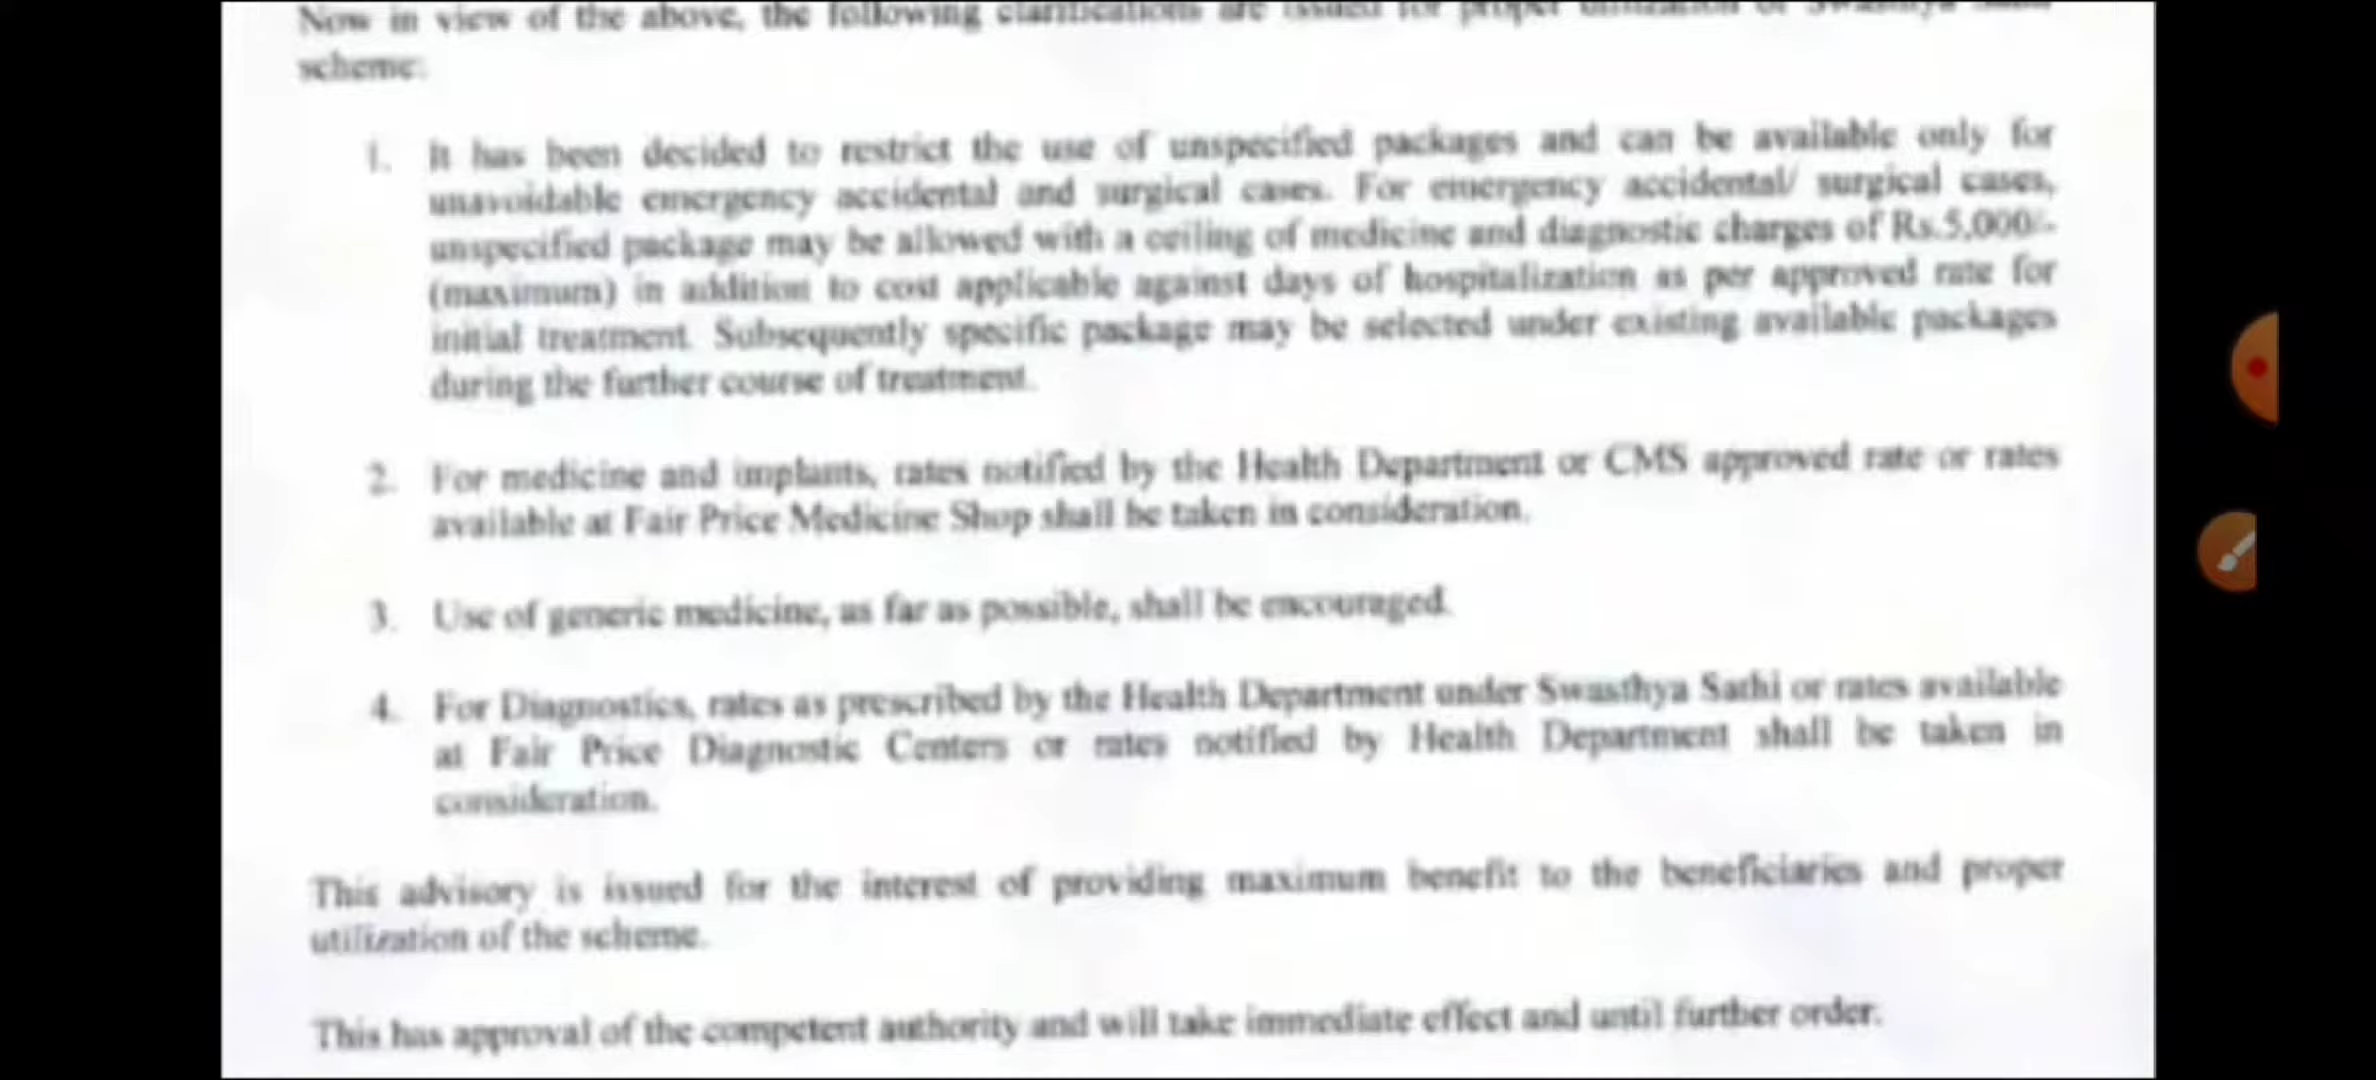 Now in view of the above, the following clarifications are issued for proper utilization of Swasthya Sathi
scheme:
1. It has been decided to restrict the use of unspecified packages and can be available only for
unavoidable emergency accidental and surgical cases. For emergency accidental/ surgical cases,
unspecified package may be allowed with a ceiling of medicine and diagnostic charges of Rs.5,000/-
(maximum) in addition to cost applicable against days of hospitalization as per approved rate for
initial treatment. Subsequently specific package may be selected under existing available packages
during the further course of treatment.
2. For medicine and implants, rates notified by the Health Department or CMS approved rate or rates
available at Fair Price Medicine Shop shall be taken in consideration.
3. Use of generic medicine, as far as possible, shall be encouraged.
4. For Diagnostics, rates as prescribed by the Health Department under Swasthya Sathi or rates available
at Fair Price Diagnostic Centers or rates notified by Health Department shall be taken in
consideration.
This advisory is issued for the interest of providing maximum benefit to the beneficiaries and proper
utilization of the scheme.
This has approval of the competent authority and will take immediate effect and until further order.